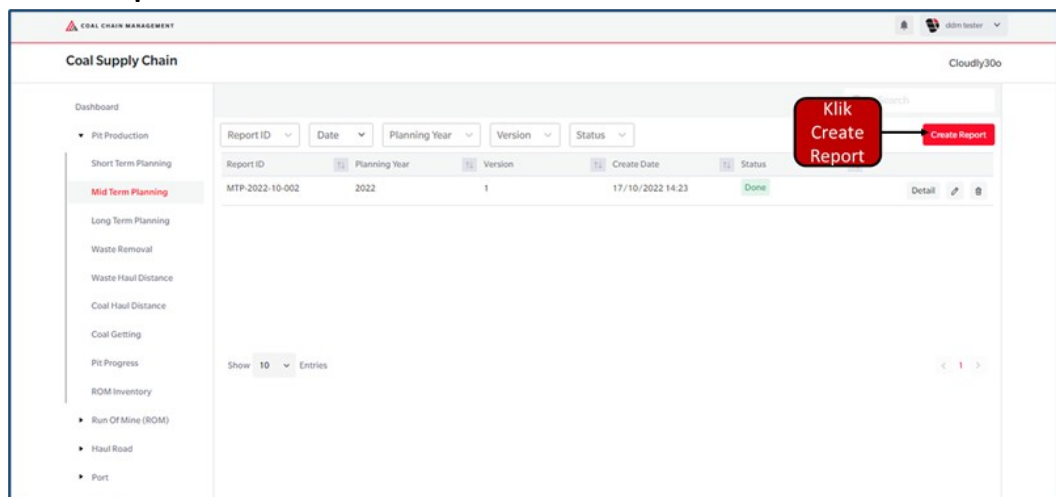 COAL CHAIN MANAGEMENT
ddm tester
Coal Supply Chain
Cloudly30o
Dashboard
Search
Pit Production
Report ID
Date
Planning Year
Version
Status
Klik
Create
Report
Create Report
Short Term Planning
Report ID
Planning Year
Version
Create Date
Status
Mid Term Planning
MTP-2022-10-002
2022
1
17/10/2022 14:23
Done
Detail
Long Term Planning
Waste Removal
Waste Haul Distance
Coal Haul Distance
Coal Getting
Pit Progress
Show 10 Entries
< 1 >
ROM Inventory
Run Of Mine (ROM)
Haul Road
Port